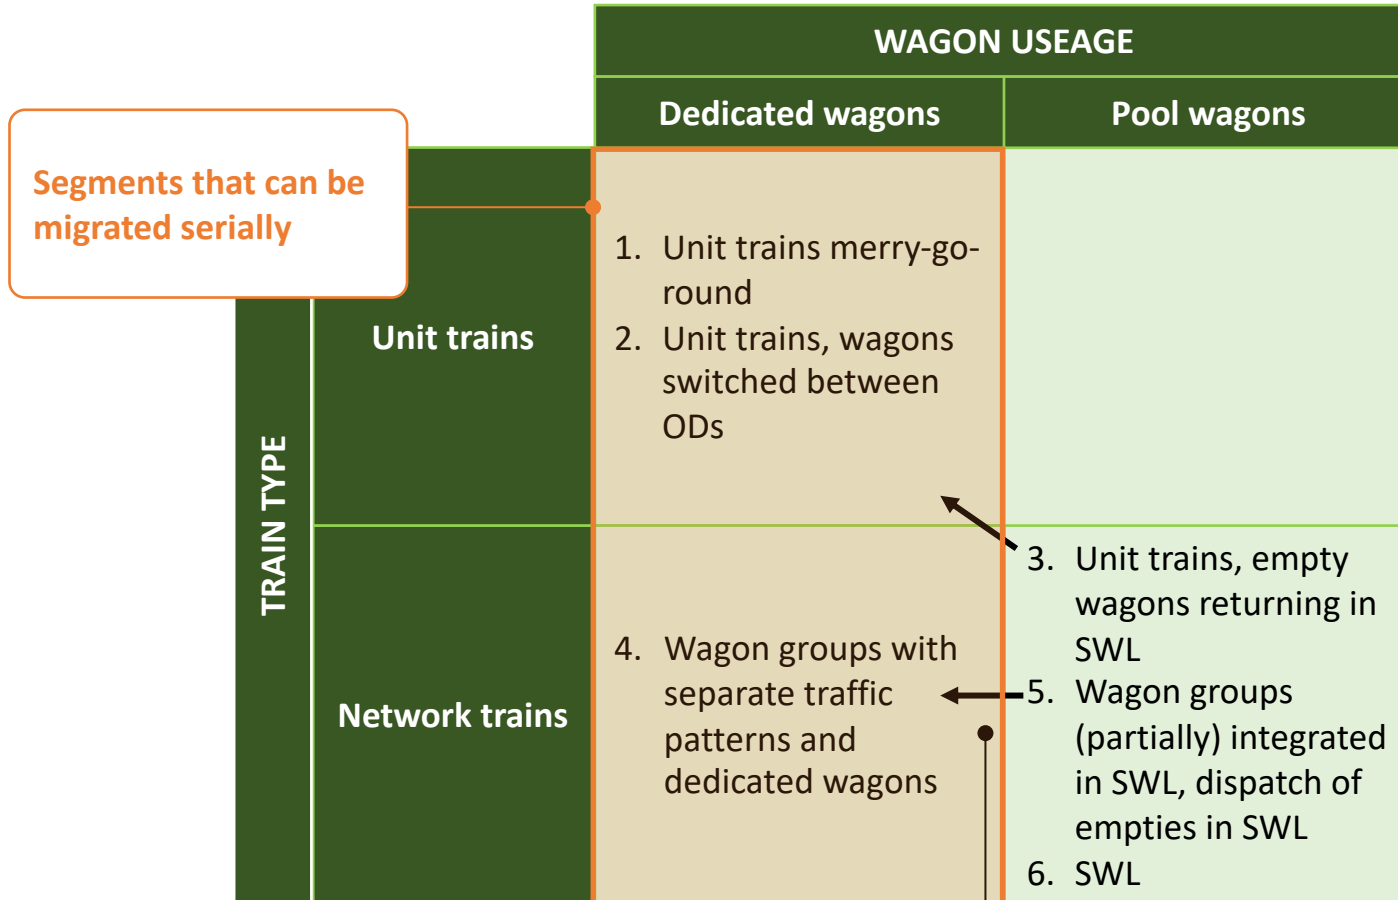 WAGON USEAGE
Dedicated wagons
Pool wagons
Segments that can be
migrated serially
TRAIN TYPE
Unit trains
1. Unit trains merry-go-
round
2. Unit trains, wagons
switched between
ODs
Network trains
4. Wagon groups with
separate traffic
patterns and
dedicated wagons
3. Unit trains, empty
wagons returning in
SWL
5. Wagon groups
(partially) integrated
in SWL, dispatch of
empties in SWL
6. SWL